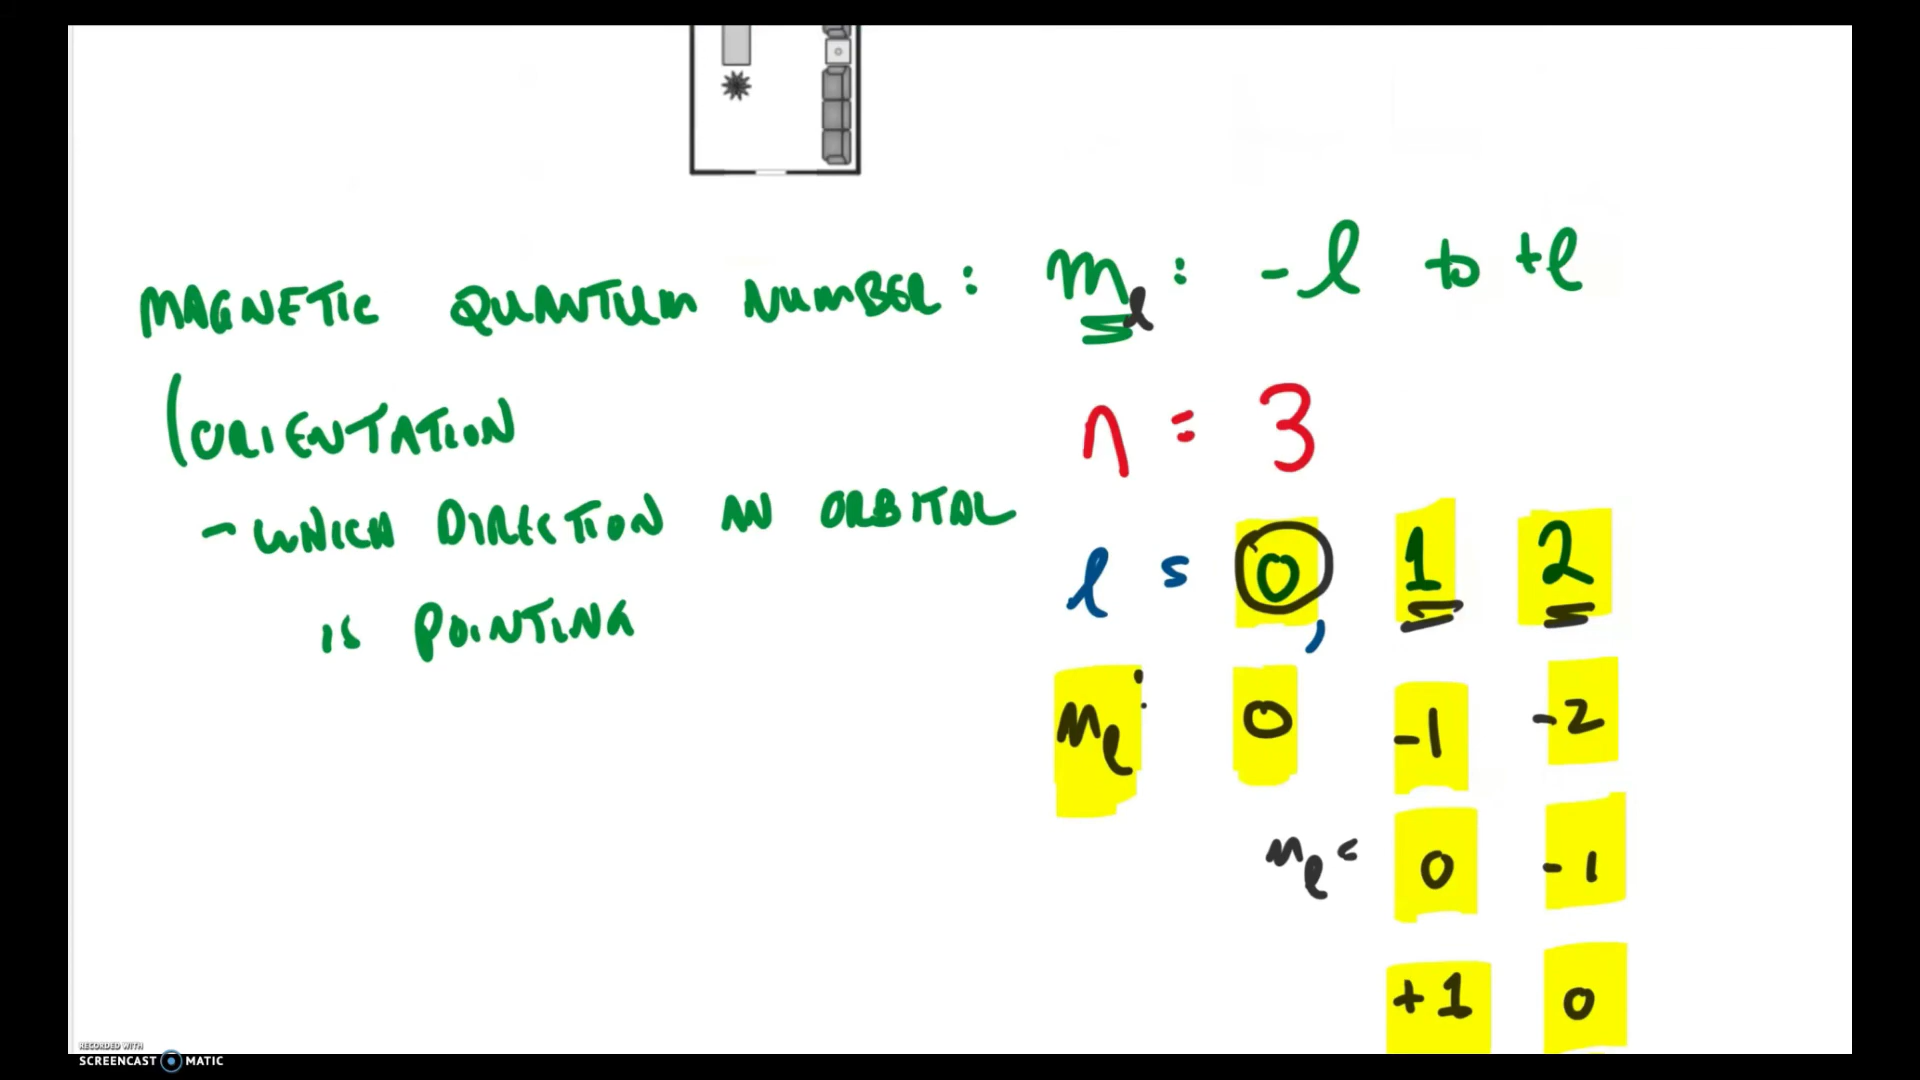 MAGNETIC QUANTUM NUMBER : mℓ : -ℓ to +ℓ
(ORIENTATION
n = 3
- WHICH DIRECTION AN ORBITAL
IS POINTING
ℓ = 0, 1 2
mℓ: 0 -1 -2
mℓ = 0 -1
+1 0
RECORDED WITH
SCREENCAST MATIC